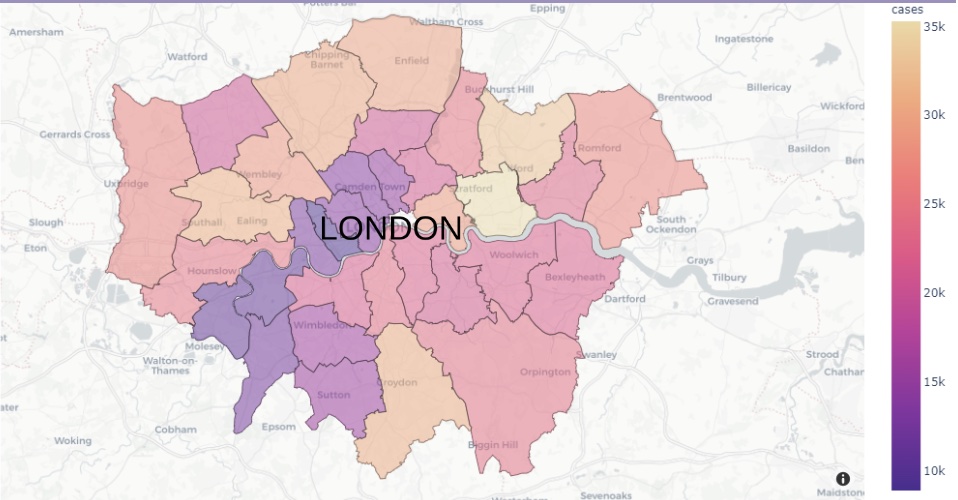 Potters Bar
Waltham Cross
Epping
cases
Amersham
35k
Ingatestone
Watford
Chipping
Barnet
Enfield
Buckhurst Hill
Billericay
Brentwood
Wickford
30k
Gerrards Cross
Romford
Basildon
Ben
Wembley
ord
Uxbridge
Camden Town
Stratford
25k
Slough
Southall
Ealing
LONDON
South
Ockendon
Eton
Woolwich
Grays
Hounslow
Bexleyheath
Tilbury
20k
Dartford
Gravesend
Wimbledon
Molesey
Swanley
Strood
Walton-on-
Thames
Orpington
Chathar
15k
Croydon
Sutton
ater
Cobham
Epsom
Woking
Biggin Hill
10k
Sevenoaks
Maidstone